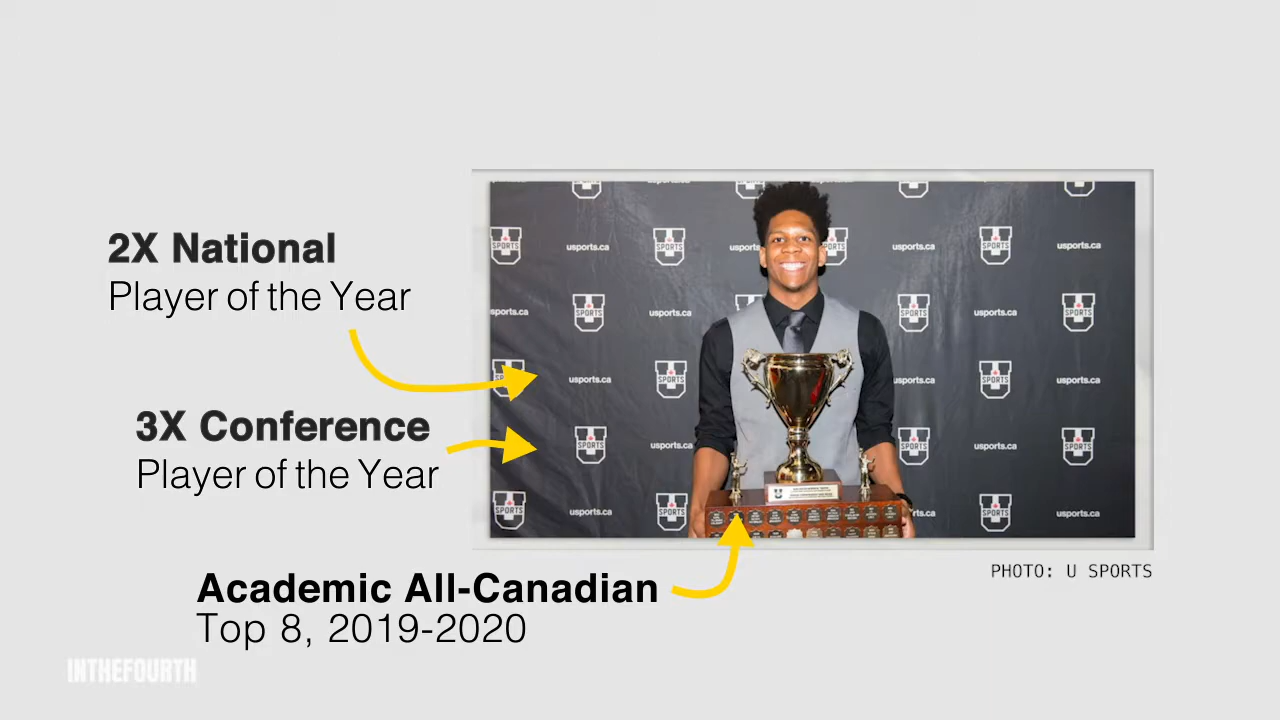 2X National
Player of the Year
3X Conference
Player of the Year
Academic All-Canadian
Top 8, 2019-2020
PHOTO: U SPORTS
INTHEFOURTH
SPORTS
usports.ca